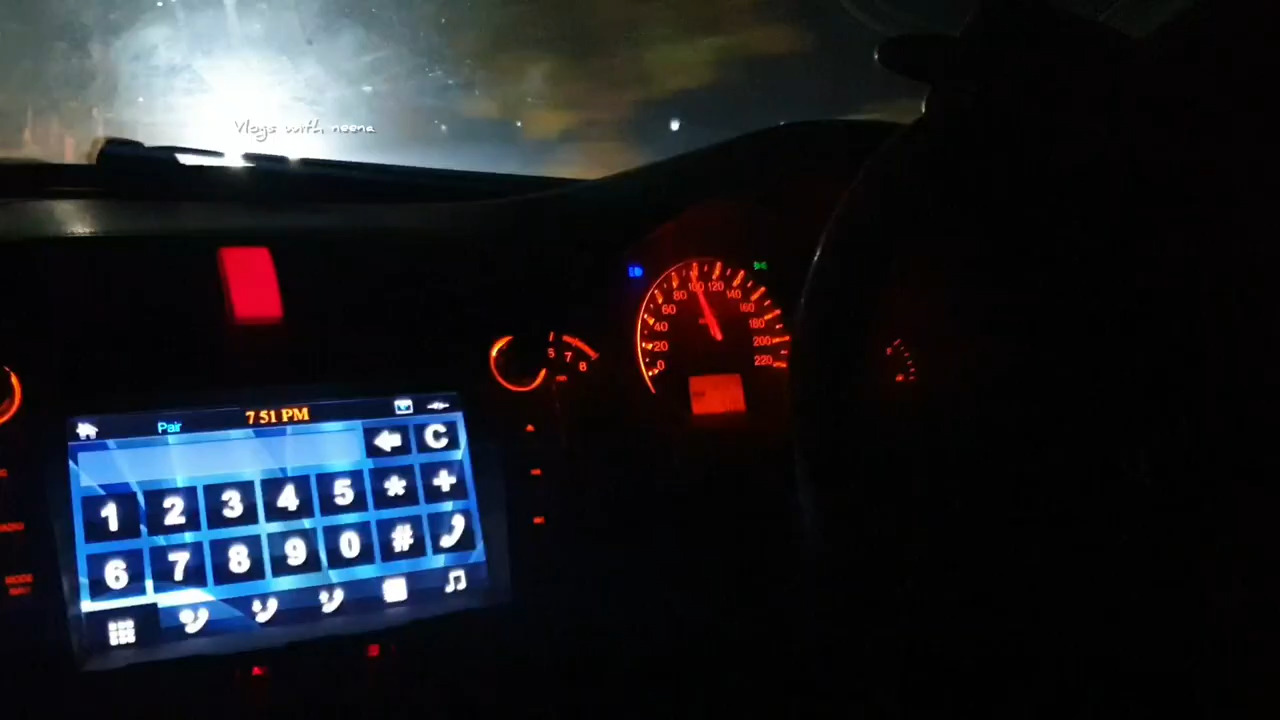 Vlogs with neena
Pair
7 51 PM
C
1 2 3 4 5 * +
6 7 8 9 0 #
0 20 40 60 80 100 120 140 160 180 200 220
5 7 8
MODE